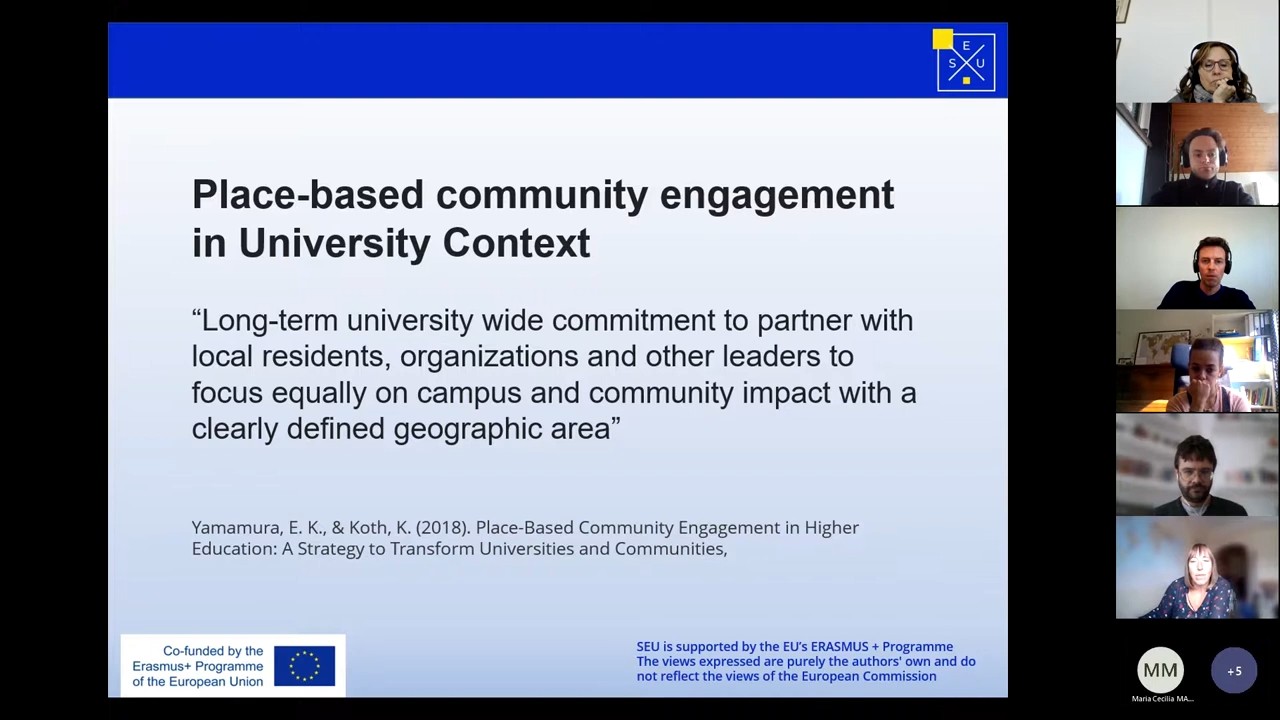 E
S U
Place-based community engagement
in University Context
“Long-term university wide commitment to partner with
local residents, organizations and other leaders to
focus equally on campus and community impact with a
clearly defined geographic area”
Yamamura, E. K., & Koth, K. (2018). Place-Based Community Engagement in Higher
Education: A Strategy to Transform Universities and Communities,
Co-funded by the
Erasmus+ Programme
of the European Union
SEU is supported by the EU’s ERASMUS + Programme
The views expressed are purely the authors' own and do
not reflect the views of the European Commission
MM
Maria Cecilia MA...
+5